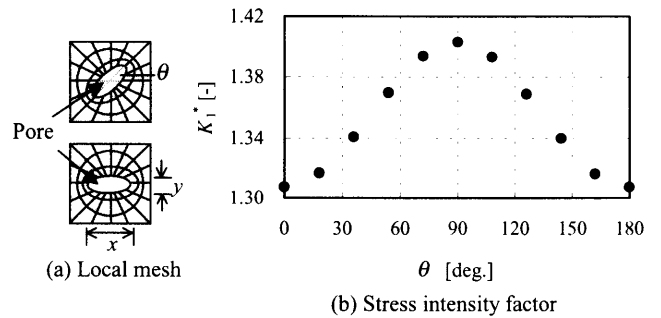 (a)
θ
Pore
y
x
(a) Local mesh
(b)
1.42
1.38
1.34
1.30
K₁* [-]
0 30 60 90 120 150 180
θ [deg.]
(b) Stress intensity factor